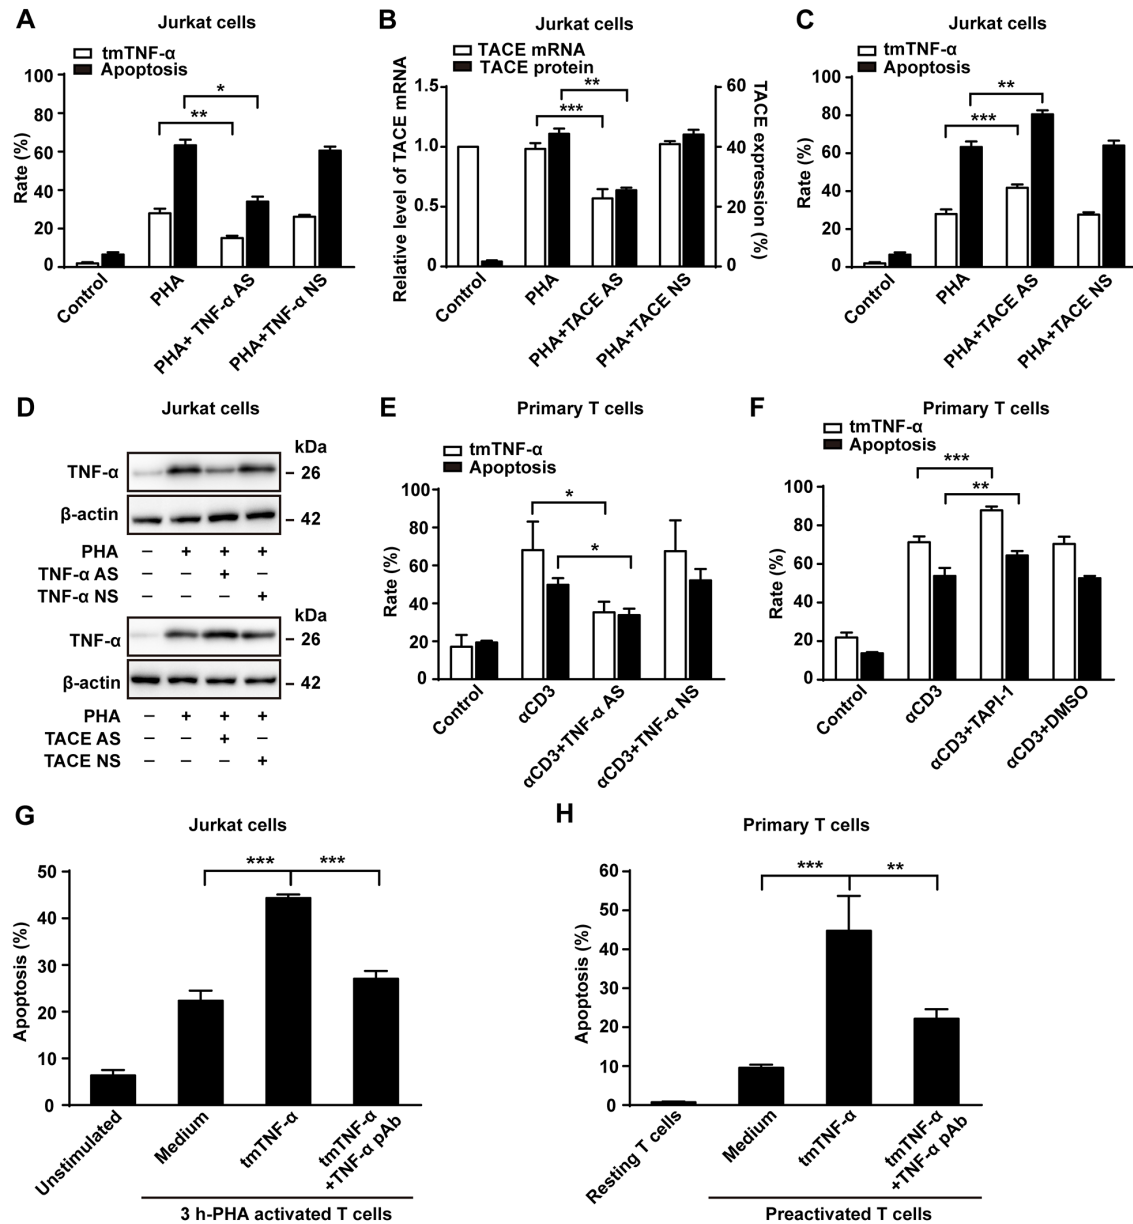 A
Jurkat cells
tmTNF-α
Apoptosis
100
80
60
40
20
0
Rate (%)
*
**
Control
PHA
PHA+ TNF-α AS
PHA+TNF-α NS
B
Jurkat cells
TACE mRNA
TACE protein
1.5
1.0
0.5
0
Relative level of TACE mRNA
60
40
20
0
TACE expression (%)
**
***
Control
PHA
PHA+TACE AS
PHA+TACE NS
C
Jurkat cells
tmTNF-α
Apoptosis
100
80
60
40
20
0
Rate (%)
**
***
Control
PHA
PHA+TACE AS
PHA+TACE NS
D
Jurkat cells
kDa
TNF-α – 26
β-actin – 42
PHA – + + +
TNF-α AS – – + –
TNF-α NS – – – +
kDa
TNF-α – 26
β-actin – 42
PHA – + + +
TACE AS – – + –
TACE NS – – – +
E
Primary T cells
tmTNF-α
Apoptosis
100
80
60
40
20
0
Rate (%)
*
*
Control
αCD3
αCD3+TNF-α AS
αCD3+TNF-α NS
F
Primary T cells
tmTNF-α
Apoptosis
100
80
60
40
20
0
Rate (%)
***
**
Control
αCD3
αCD3+TAPI-1
αCD3+DMSO
G
Jurkat cells
50
40
30
20
10
0
Apoptosis (%)
*** ***
Unstimulated
Medium
tmTNF-α
tmTNF-α
+TNF-α pAb
3 h-PHA activated T cells
H
Primary T cells
60
50
40
30
20
10
0
Apoptosis (%)
*** **
Resting T cells
Medium
tmTNF-α
tmTNF-α
+TNF-α pAb
Preactivated T cells